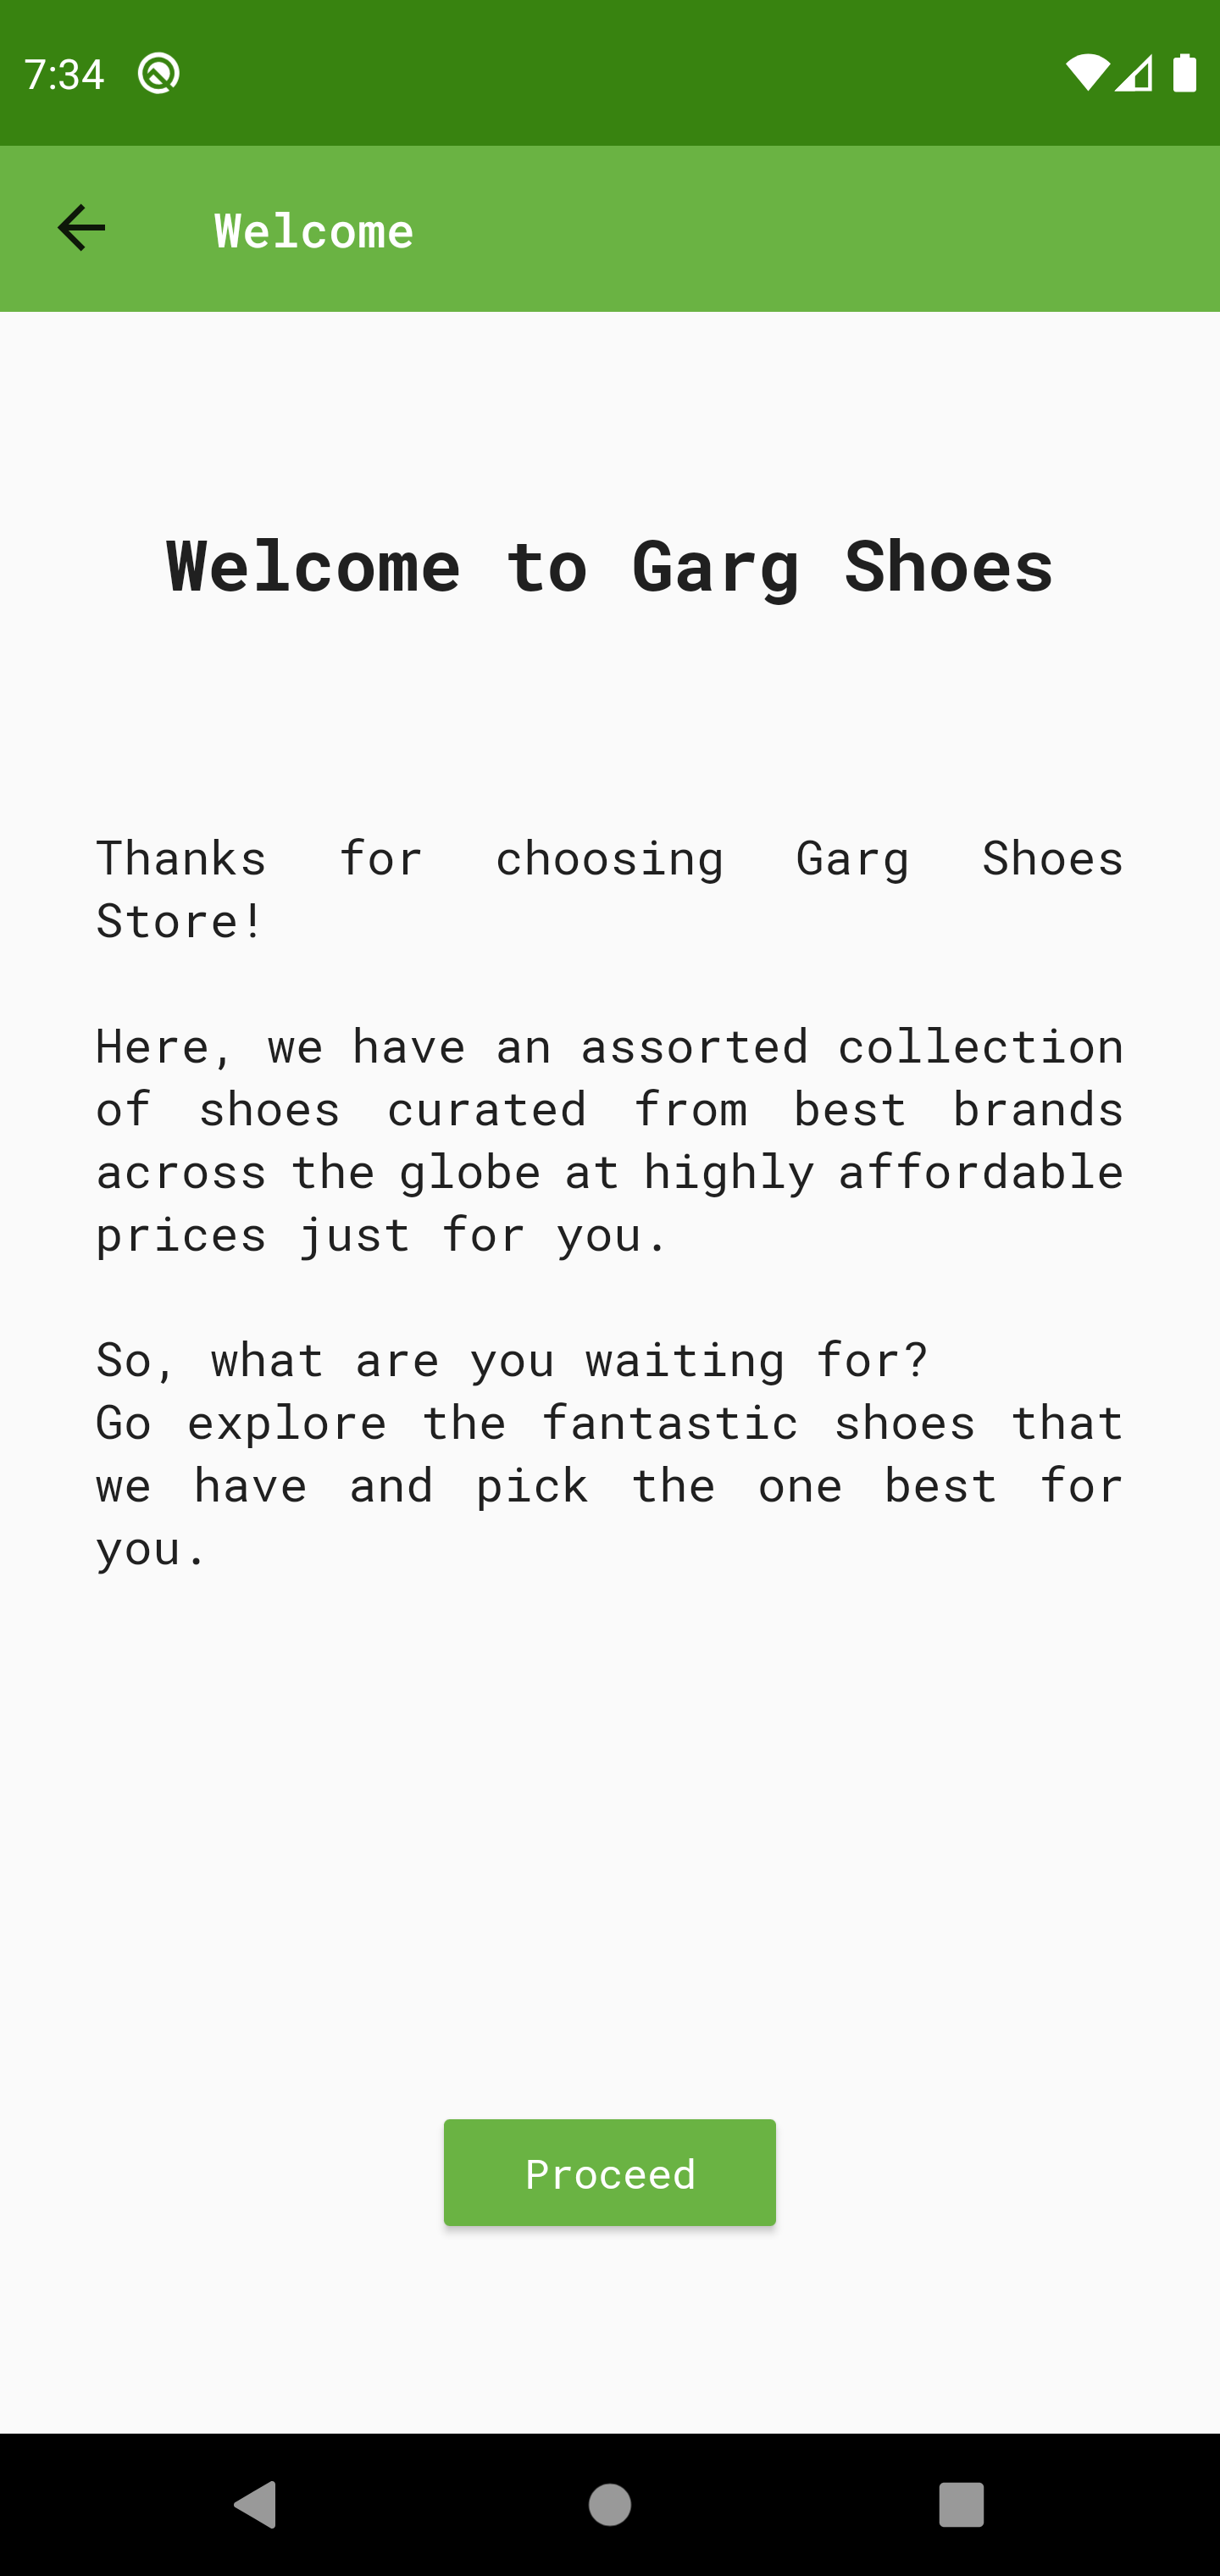 7:34
Welcome
Welcome to Garg Shoes
Thanks for choosing Garg Shoes
Store!
Here, we have an assorted collection
of shoes curated from best brands
across the globe at highly affordable
prices just for you.
So, what are you waiting for?
Go explore the fantastic shoes that
we have and pick the one best for
you.
Proceed